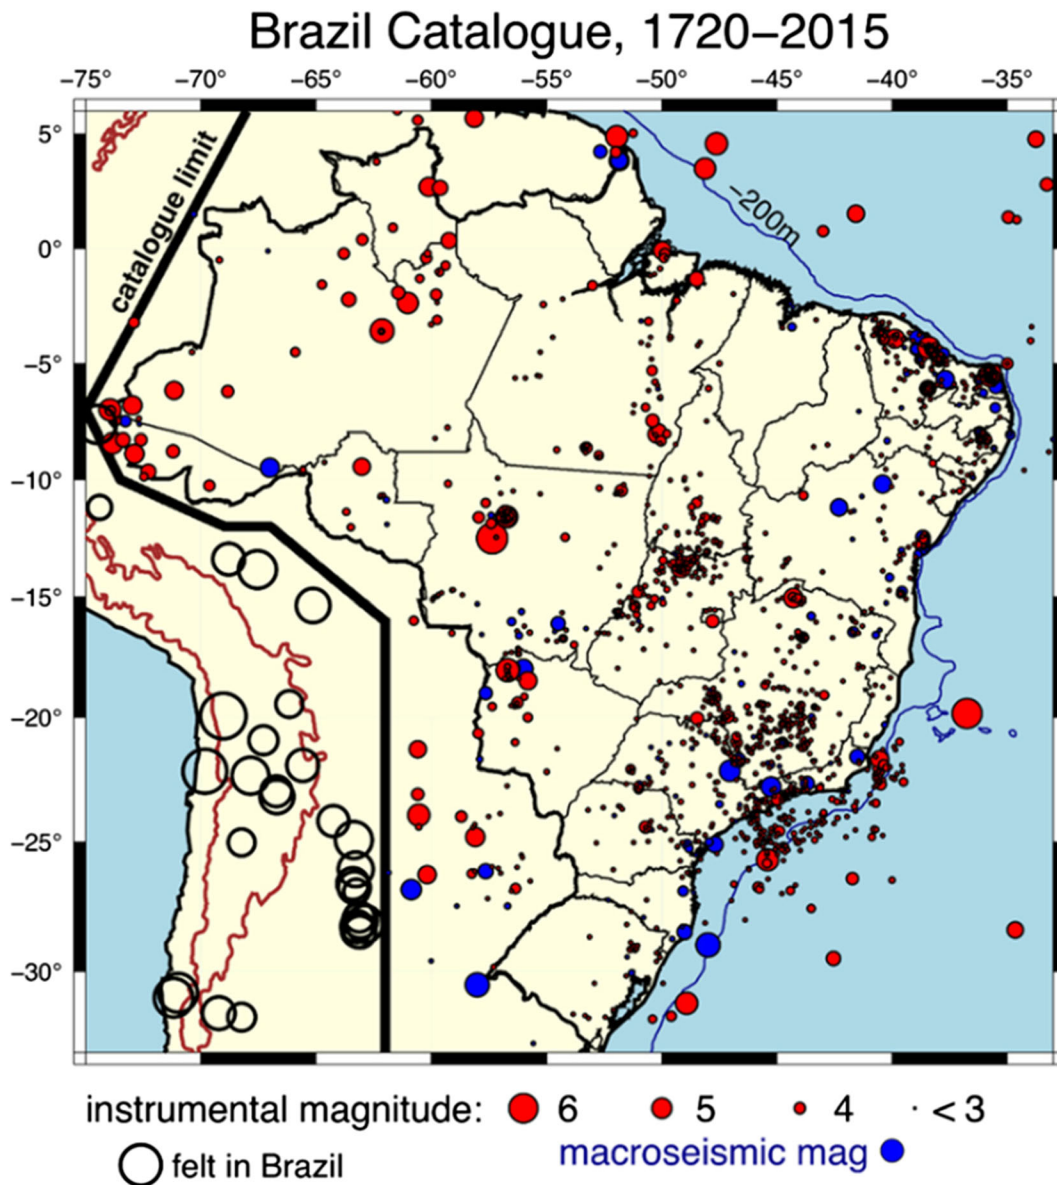 Brazil Catalogue, 1720–2015
−75° −70° −65° −60° −55° −50° −45° −40° −35°
5°
catalogue limit
−200m
0°
−5°
−10°
−15°
−20°
−25°
−30°
instrumental magnitude: 6 5 4 < 3
felt in Brazil macroseismic mag